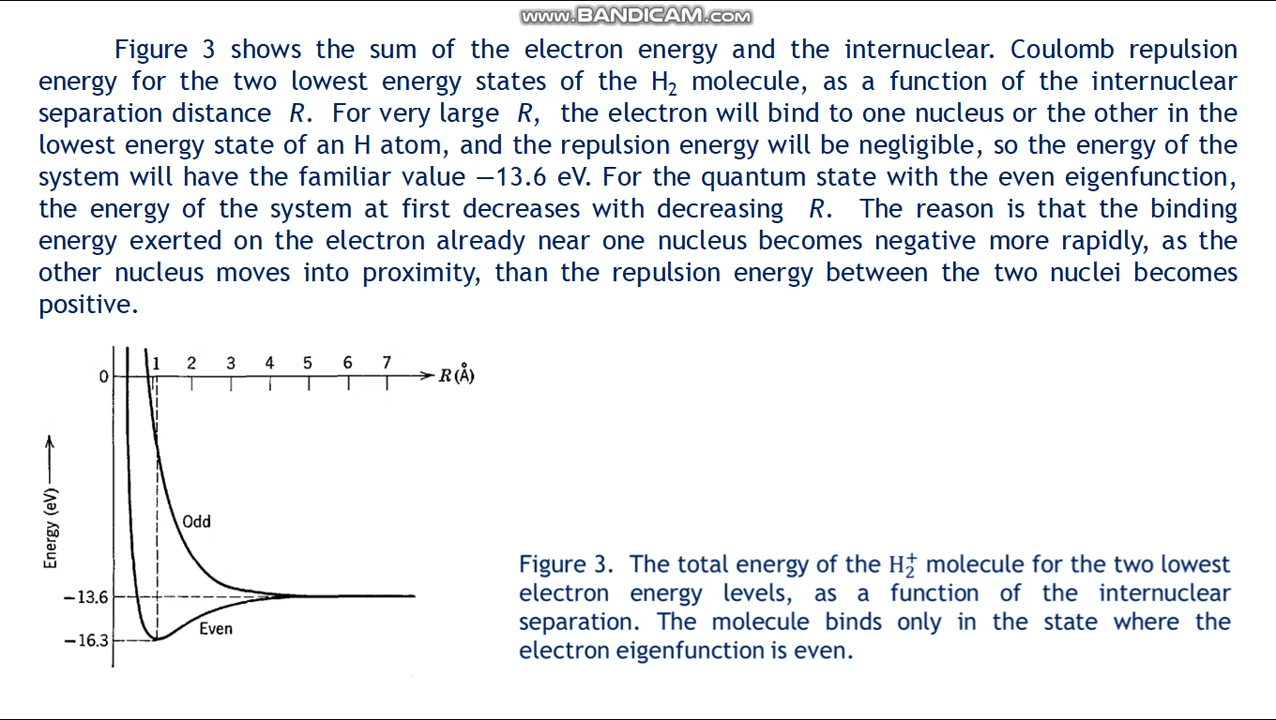 www.BANDICAM.com
Figure 3 shows the sum of the electron energy and the internuclear. Coulomb repulsion
energy for the two lowest energy states of the H₂ molecule, as a function of the internuclear
separation distance R. For very large R, the electron will bind to one nucleus or the other in the
lowest energy state of an H atom, and the repulsion energy will be negligible, so the energy of the
system will have the familiar value −13.6 eV. For the quantum state with the even eigenfunction,
the energy of the system at first decreases with decreasing R. The reason is that the binding
energy exerted on the electron already near one nucleus becomes negative more rapidly, as the
other nucleus moves into proximity, than the repulsion energy between the two nuclei becomes
positive.
1 2 3 4 5 6 7
0
R(Å)
Energy (eV)
Odd
−13.6
Even
−16.3
Figure 3. The total energy of the H₂⁺ molecule for the two lowest
electron energy levels, as a function of the internuclear
separation. The molecule binds only in the state where the
electron eigenfunction is even.